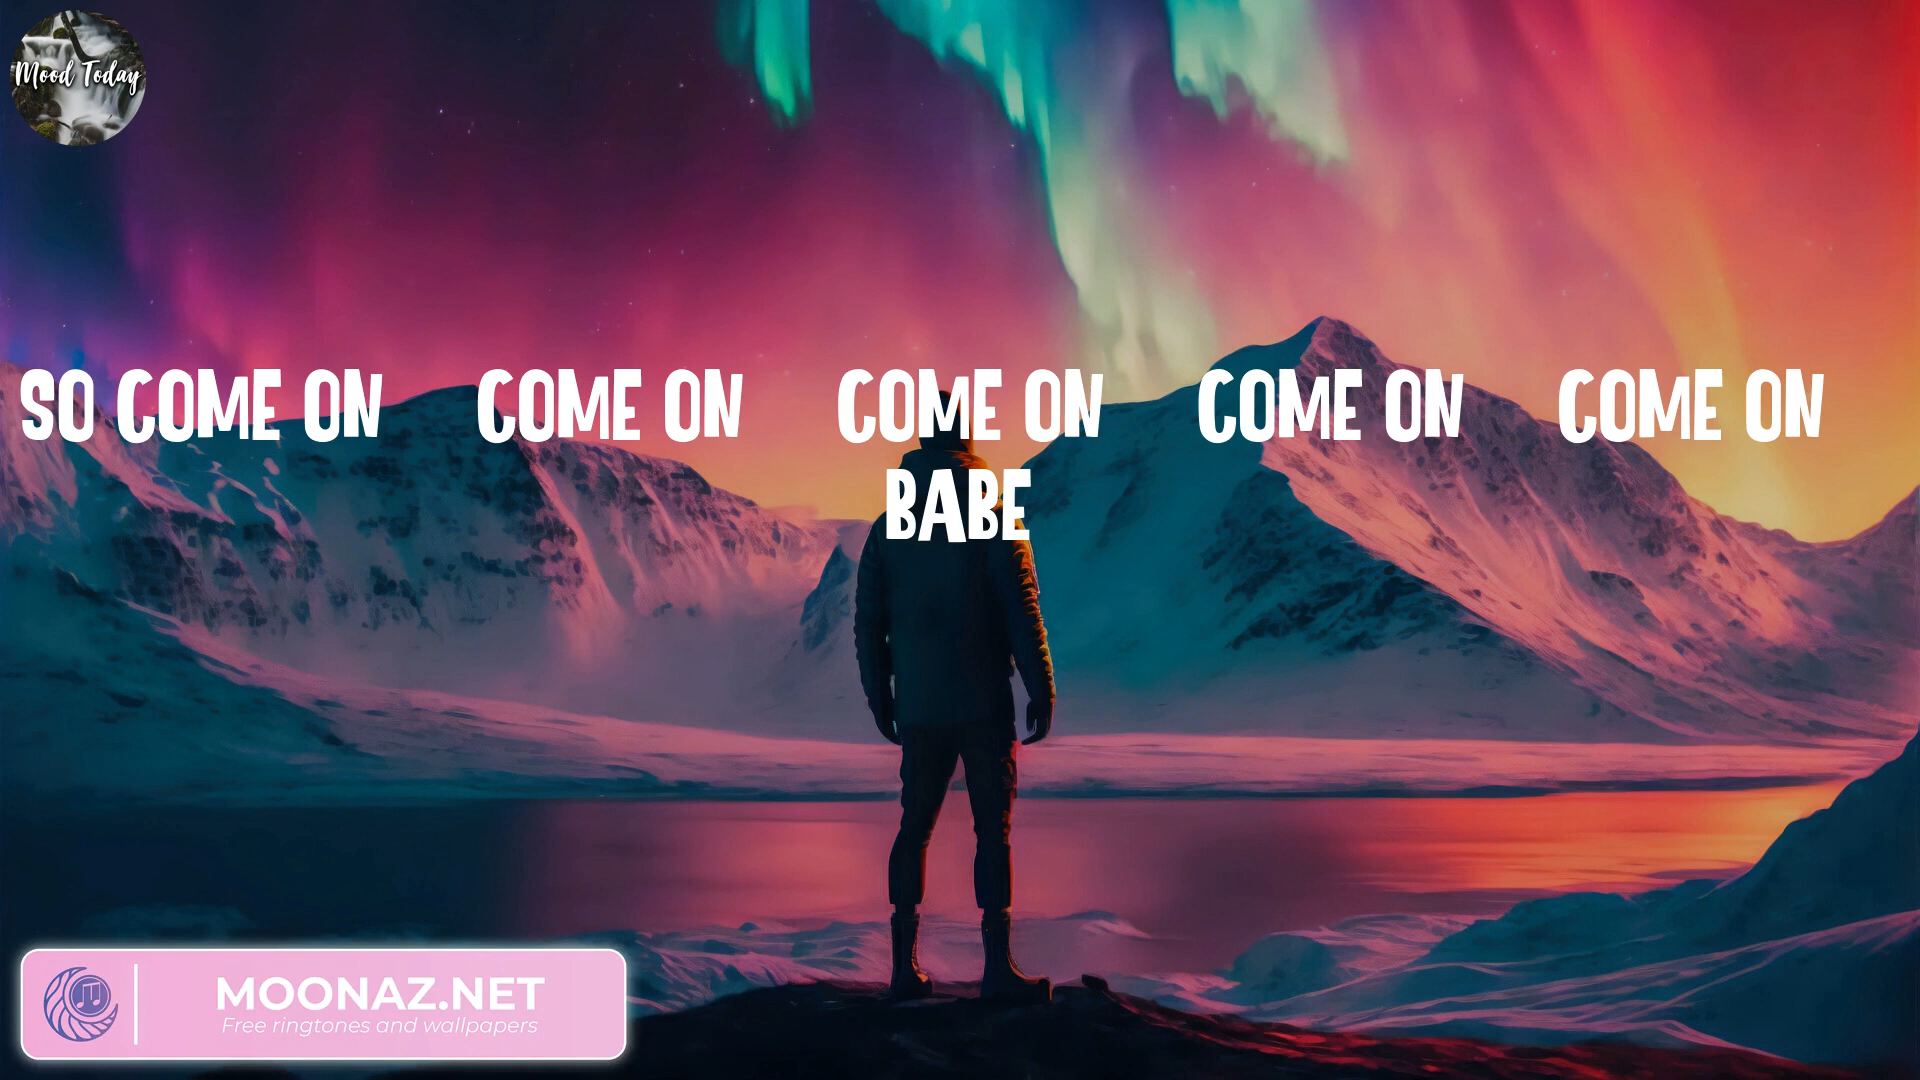 Mood Today
SO COME ON COME ON COME ON COME ON COME ON
BABE
MOONAZ.NET
Free ringtones and wallpapers